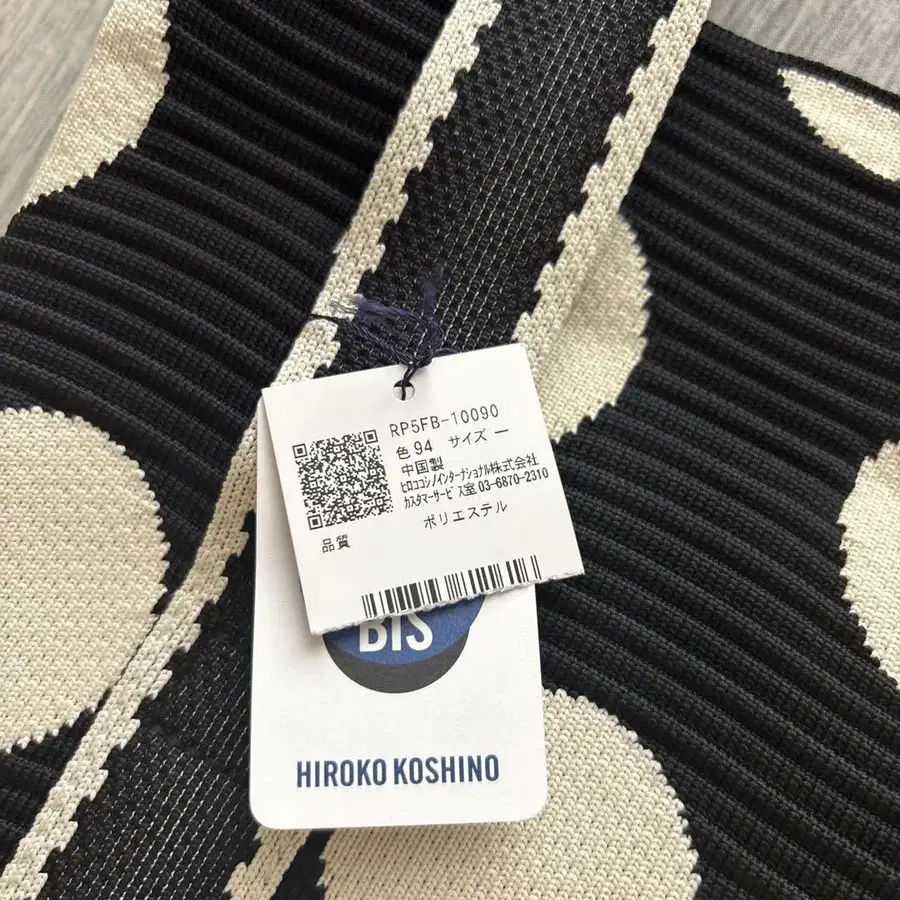 RP5FB-10090
色94 サイズ ー
中国製
ヒロココシノインターナショナル株式会社
カスタマーサービス室 03-6870-2310
ポリエステル
品質
BIS
HIROKO KOSHINO